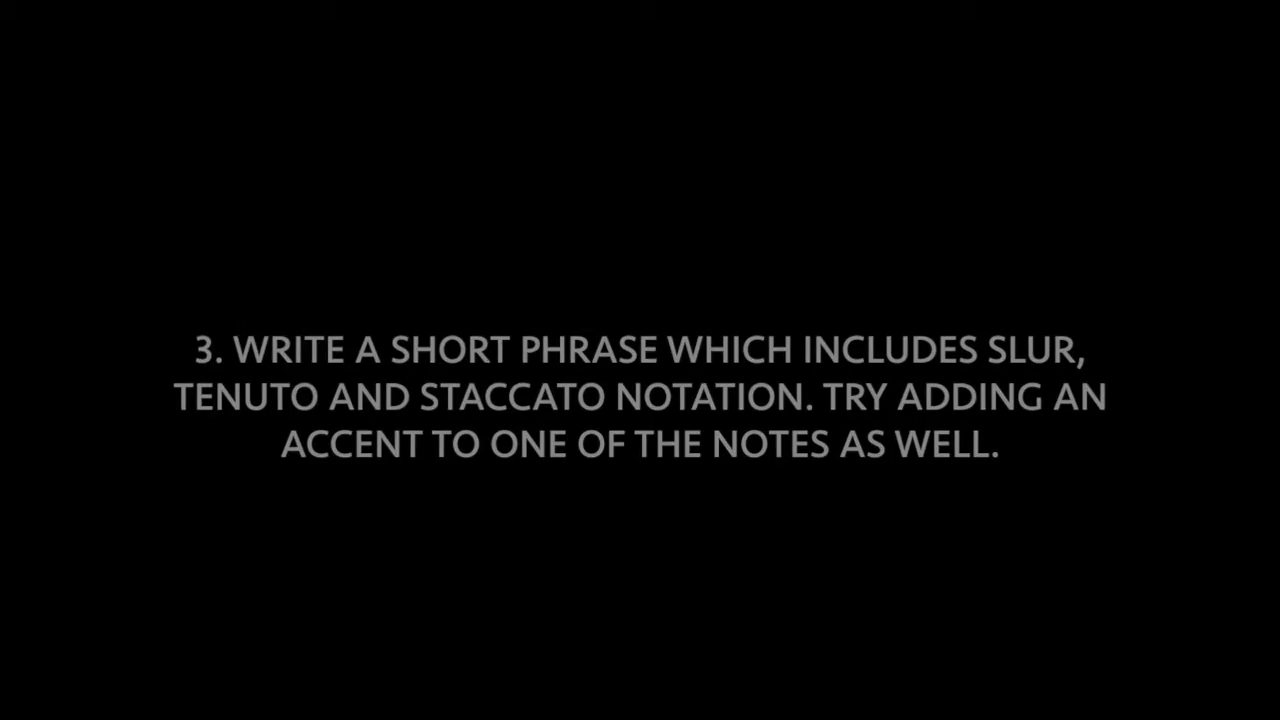 3. WRITE A SHORT PHRASE WHICH INCLUDES SLUR,
TENUTO AND STACCATO NOTATION. TRY ADDING AN
ACCENT TO ONE OF THE NOTES AS WELL.